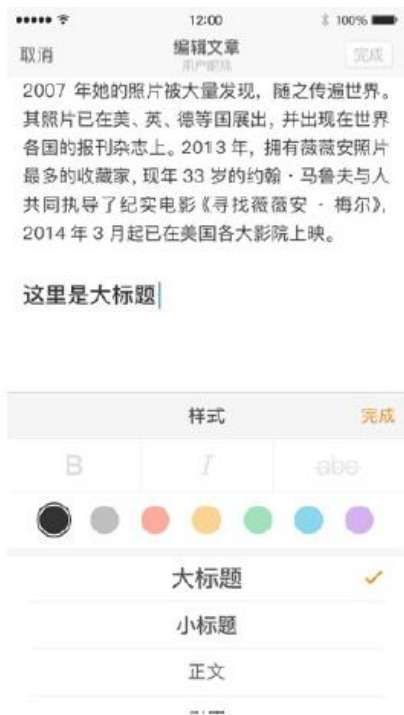 12:00
100%
取消
编辑文章
完成
用户昵称
2007 年她的照片被大量发现，随之传遍世界。
其照片已在美、英、德等国展出，并出现在世界
各国的报刊杂志上。2013 年，拥有薇薇安照片
最多的收藏家，现年 33 岁的约翰·马鲁夫与人
共同执导了纪实电影《寻找薇薇安 · 梅尔》，
2014 年 3 月起已在美国各大影院上映。
这里是大标题
样式
完成
B
I
abc
大标题
小标题
正文